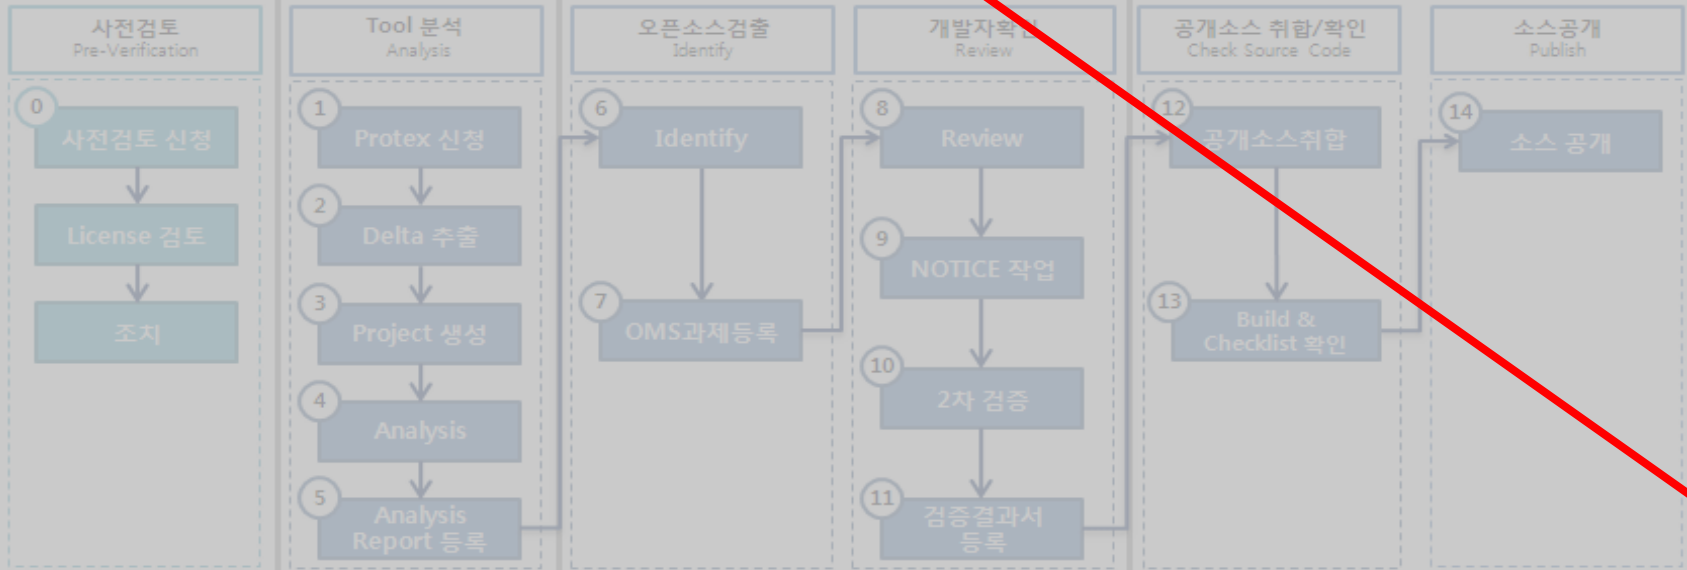 사전검토
Pre-Verification
0
사전검토 신청
License 검토
조치
Tool 분석
Analysis
1
Protex 신청
2
Delta 추출
3
Project 생성
4
Analysis
5
Analysis
Report 등록
오픈소스검출
Identify
6
Identify
7
OMS과제등록
개발자확인
Review
8
Review
9
NOTICE 작업
10
2차 검증
11
검증결과서
등록
공개소스 취합/확인
Check Source Code
12
공개소스취합
13
Build &
Checklist 확인
소스공개
Publish
14
소스 공개